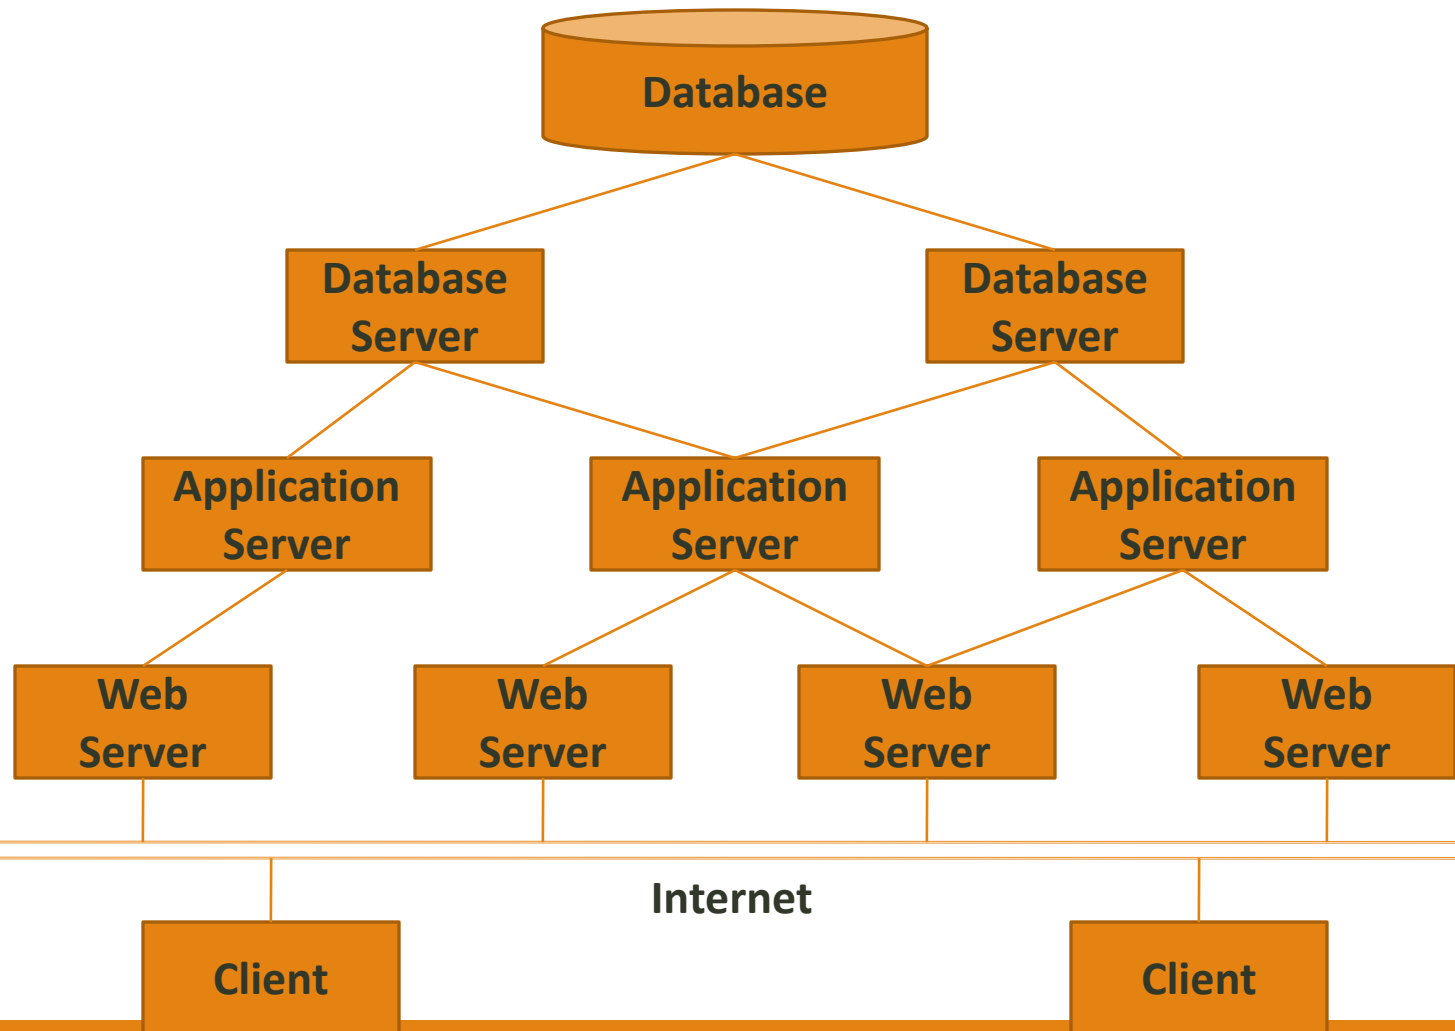 Database
Database
Server
Database
Server
Application
Server
Application
Server
Application
Server
Web
Server
Web
Server
Web
Server
Web
Server
Internet
Client
Client